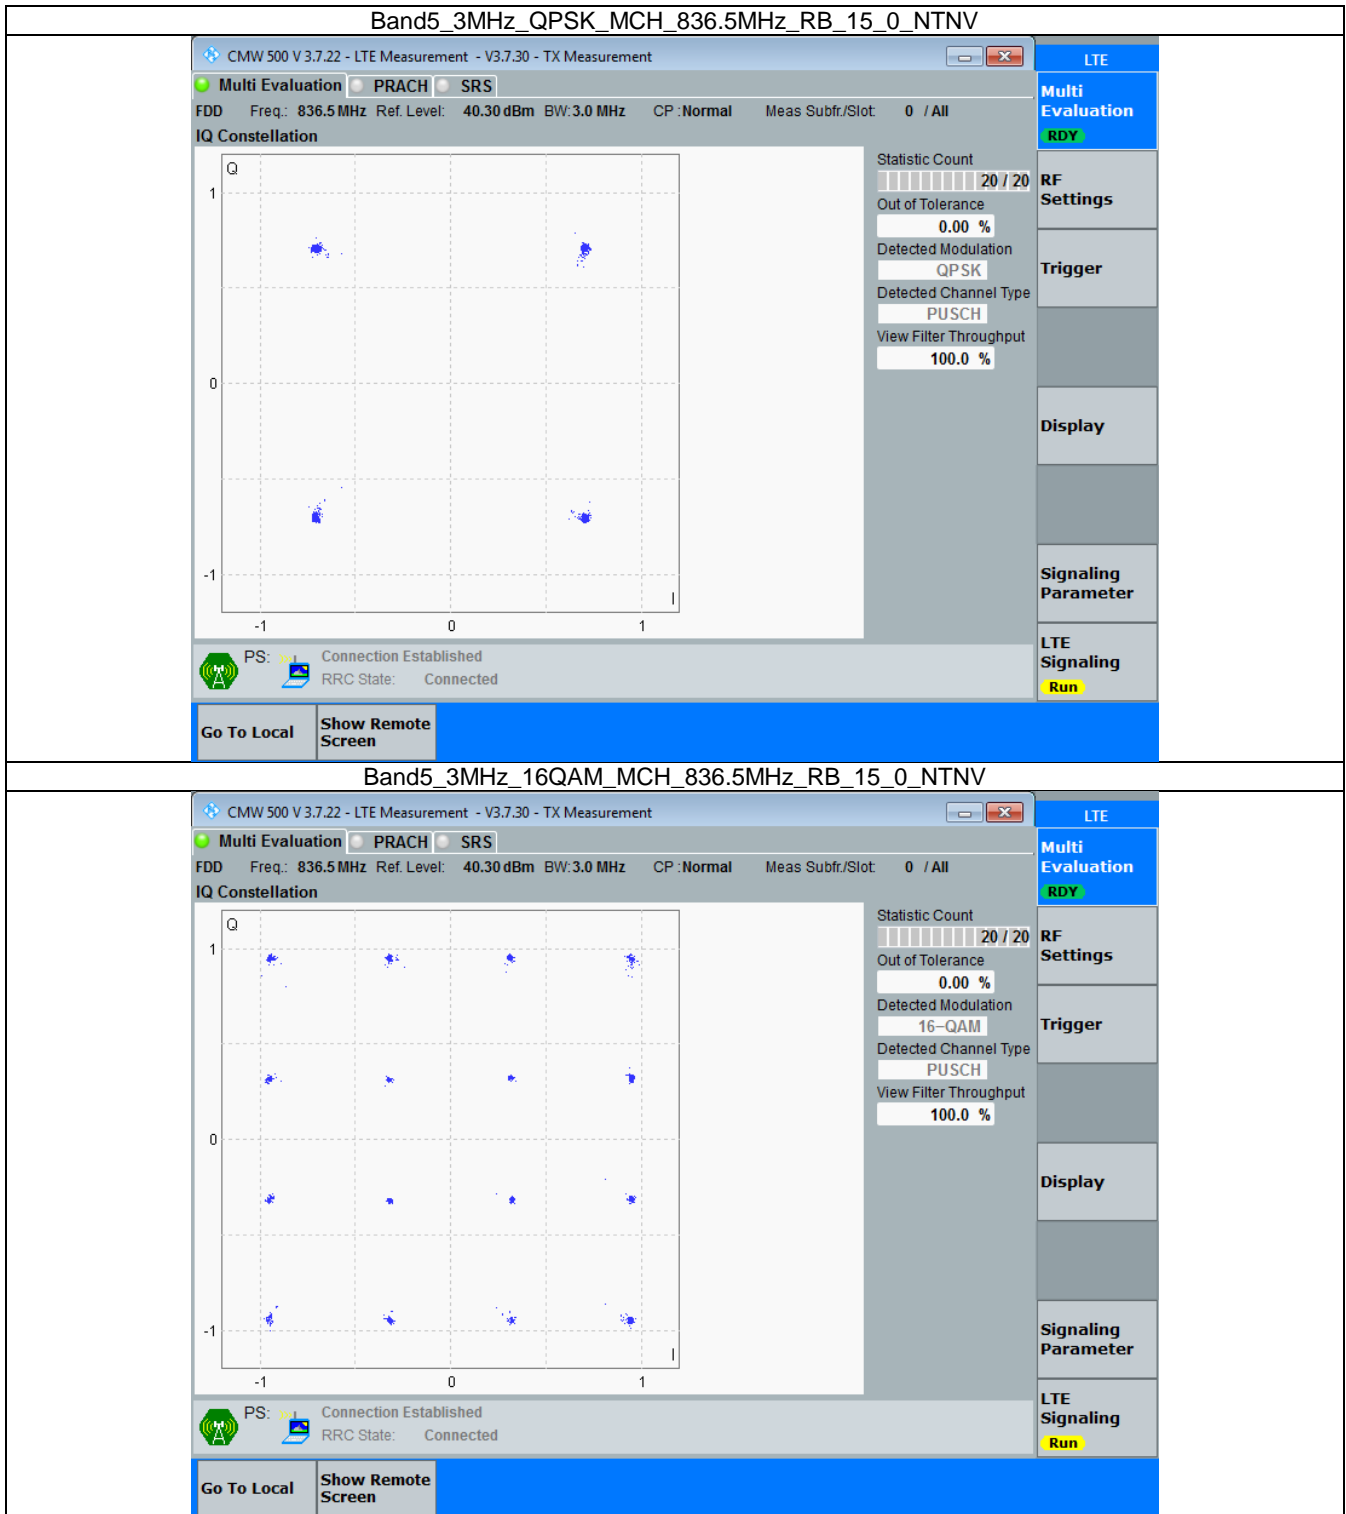 Band5_3MHz_QPSK_MCH_836.5MHz_RB_15_0_NTNV
CMW 500 V 3.7.22 - LTE Measurement - V3.7.30 - TX Measurement
LTE
Multi Evaluation PRACH SRS
FDD Freq.: 836.5 MHz Ref. Level: 40.30 dBm BW: 3.0 MHz CP : Normal Meas Subfr./Slot: 0 / All
IQ Constellation
Multi
Evaluation
RDY
Q
1
0
-1
-1 0 1
I
Statistic Count
20 / 20
Out of Tolerance
0.00 %
Detected Modulation
QPSK
Detected Channel Type
PUSCH
View Filter Throughput
100.0 %
RF
Settings
Trigger
Display
Signaling
Parameter
LTE
Signaling
Run
PS: Connection Established
RRC State: Connected
Go To Local
Show Remote
Screen
Band5_3MHz_16QAM_MCH_836.5MHz_RB_15_0_NTNV
CMW 500 V 3.7.22 - LTE Measurement - V3.7.30 - TX Measurement
LTE
Multi Evaluation PRACH SRS
FDD Freq.: 836.5 MHz Ref. Level: 40.30 dBm BW: 3.0 MHz CP : Normal Meas Subfr./Slot: 0 / All
IQ Constellation
Multi
Evaluation
RDY
Q
1
0
-1
-1 0 1
I
Statistic Count
20 / 20
Out of Tolerance
0.00 %
Detected Modulation
16-QAM
Detected Channel Type
PUSCH
View Filter Throughput
100.0 %
RF
Settings
Trigger
Display
Signaling
Parameter
LTE
Signaling
Run
PS: Connection Established
RRC State: Connected
Go To Local
Show Remote
Screen